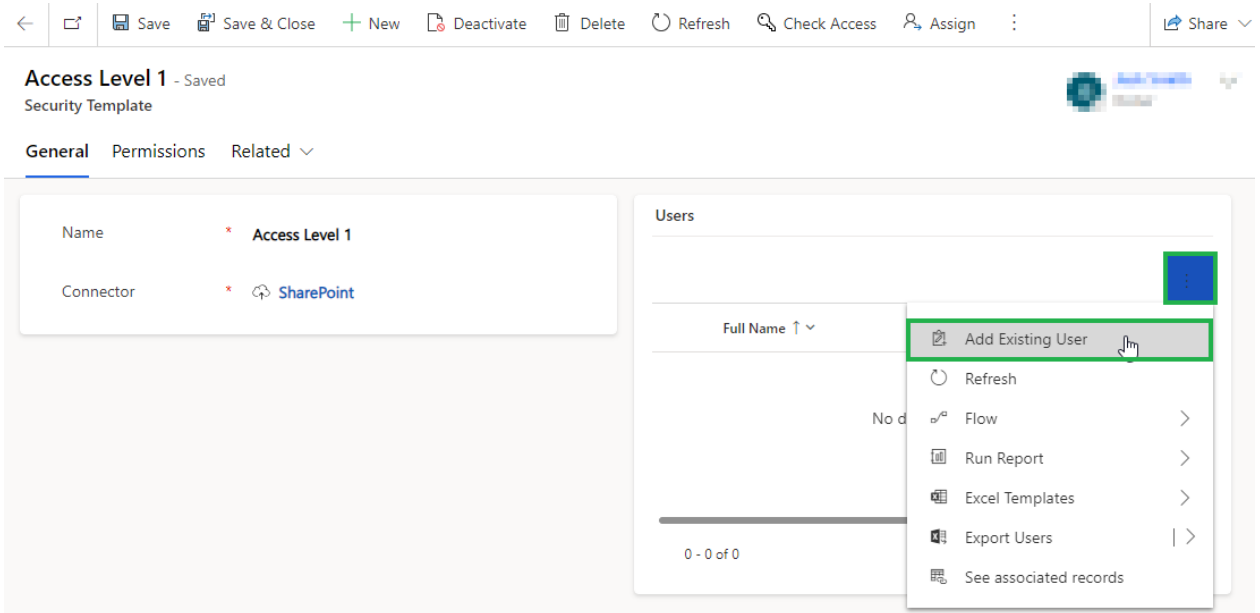 Save Save & Close New Deactivate Delete Refresh Check Access Assign Share
Access Level 1 - Saved
Security Template
General Permissions Related
Name * Access Level 1
Connector * SharePoint
Users
Full Name ↑
Add Existing User
Refresh
No d
Flow
Run Report
Excel Templates
Export Users
0 - 0 of 0
See associated records